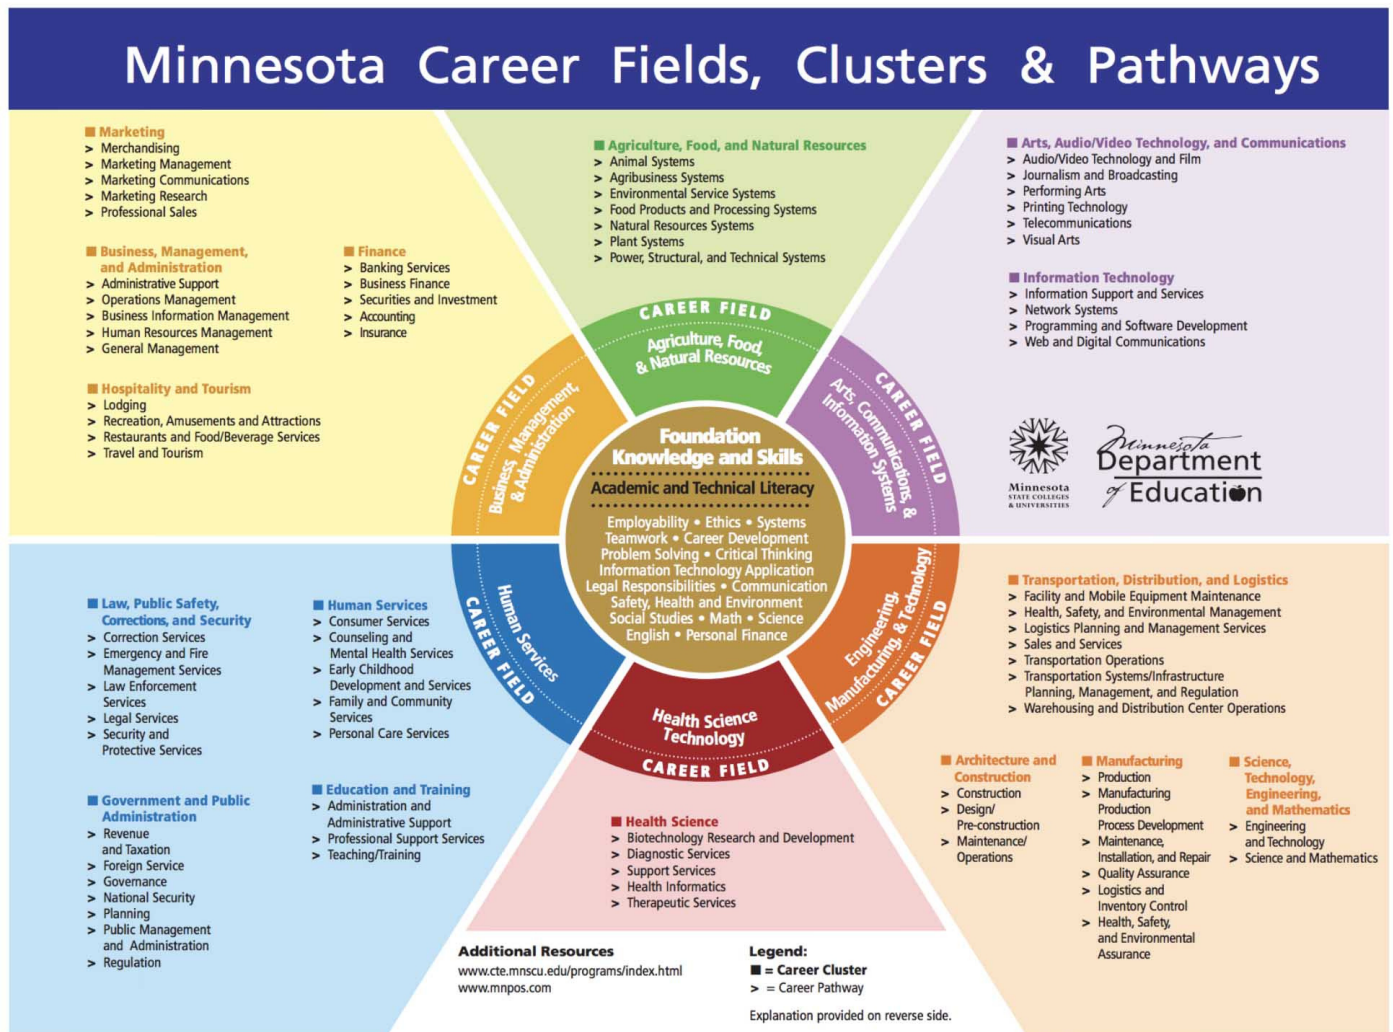 Minnesota Career Fields, Clusters & Pathways
■ Marketing
> Merchandising
> Marketing Management
> Marketing Communications
> Marketing Research
> Professional Sales
■ Business, Management,
and Administration
> Administrative Support
> Operations Management
> Business Information Management
> Human Resources Management
> General Management
■ Finance
> Banking Services
> Business Finance
> Securities and Investment
> Accounting
> Insurance
■ Hospitality and Tourism
> Lodging
> Recreation, Amusements and Attractions
> Restaurants and Food/Beverage Services
> Travel and Tourism
■ Agriculture, Food, and Natural Resources
> Animal Systems
> Agribusiness Systems
> Environmental Service Systems
> Food Products and Processing Systems
> Natural Resources Systems
> Plant Systems
> Power, Structural, and Technical Systems
■ Arts, Audio/Video Technology, and Communications
> Audio/Video Technology and Film
> Journalism and Broadcasting
> Performing Arts
> Printing Technology
> Telecommunications
> Visual Arts
■ Information Technology
> Information Support and Services
> Network Systems
> Programming and Software Development
> Web and Digital Communications
Minnesota
STATE COLLEGES
& UNIVERSITIES
Minnesota
Department
of Education
CAREER FIELD
Agriculture, Food,
& Natural Resources
CAREER FIELD
Business, Management,
& Administration
CAREER FIELD
Arts, Communications, &
Information Systems
Foundation
Knowledge and Skills
Academic and Technical Literacy
Employability • Ethics • Systems
Teamwork • Career Development
Problem Solving • Critical Thinking
Information Technology Application
Legal Responsibilities • Communication
Safety, Health and Environment
Social Studies • Math • Science
English • Personal Finance
Human Services
CAREER FIELD
Engineering,
Manufacturing, & Technology
CAREER FIELD
Health Science
Technology
CAREER FIELD
■ Law, Public Safety,
Corrections, and Security
> Correction Services
> Emergency and Fire
Management Services
> Law Enforcement
Services
> Legal Services
> Security and
Protective Services
■ Human Services
> Consumer Services
> Counseling and
Mental Health Services
> Early Childhood
Development and Services
> Family and Community
Services
> Personal Care Services
■ Government and Public
Administration
> Revenue
and Taxation
> Foreign Service
> Governance
> National Security
> Planning
> Public Management
and Administration
> Regulation
■ Education and Training
> Administration and
Administrative Support
> Professional Support Services
> Teaching/Training
■ Health Science
> Biotechnology Research and Development
> Diagnostic Services
> Support Services
> Health Informatics
> Therapeutic Services
■ Transportation, Distribution, and Logistics
> Facility and Mobile Equipment Maintenance
> Health, Safety, and Environmental Management
> Logistics Planning and Management Services
> Sales and Services
> Transportation Operations
> Transportation Systems/Infrastructure
Planning, Management, and Regulation
> Warehousing and Distribution Center Operations
■ Architecture and
Construction
> Construction
> Design/
Pre-construction
> Maintenance/
Operations
■ Manufacturing
> Production
> Manufacturing
Production
Process Development
> Maintenance,
Installation, and Repair
> Quality Assurance
> Logistics and
Inventory Control
> Health, Safety,
and Environmental
Assurance
■ Science,
Technology,
Engineering,
and Mathematics
> Engineering
and Technology
> Science and Mathematics
Additional Resources
www.cte.mnscu.edu/programs/index.html
www.mnpos.com
Legend:
■ = Career Cluster
> = Career Pathway
Explanation provided on reverse side.